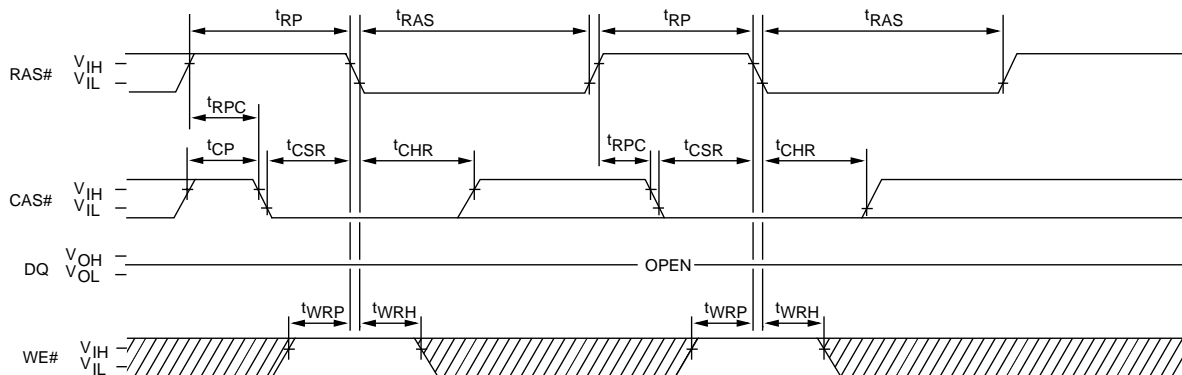 tRP tRAS tRP tRAS
RAS# VIH
VIL
tRPC
tCP tCSR tCHR tRPC tCSR tCHR
CAS# VIH
VIL
DQ VOH
VOL
OPEN
tWRP tWRH tWRP tWRH
WE# VIH
VIL